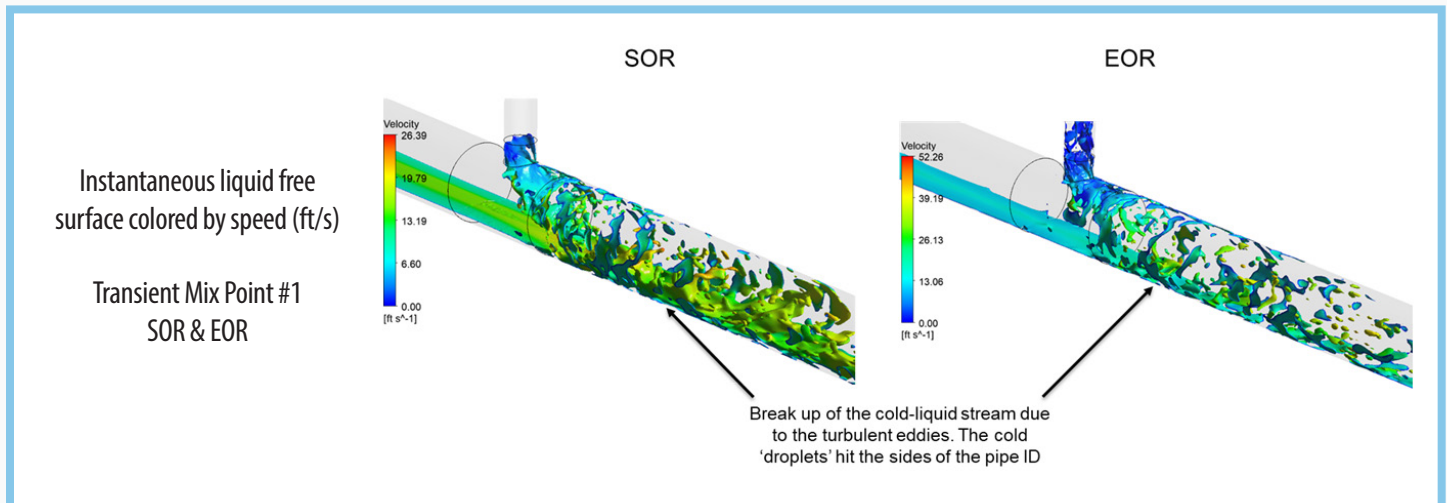 SOR
EOR
Instantaneous liquid free
surface colored by speed (ft/s)
Transient Mix Point #1
SOR & EOR
Velocity
26.39
19.79
13.19
6.60
0.00
[ft s^-1]
Velocity
52.26
39.19
26.13
13.06
0.00
[ft s^-1]
Break up of the cold-liquid stream due
to the turbulent eddies. The cold
‘droplets’ hit the sides of the pipe ID